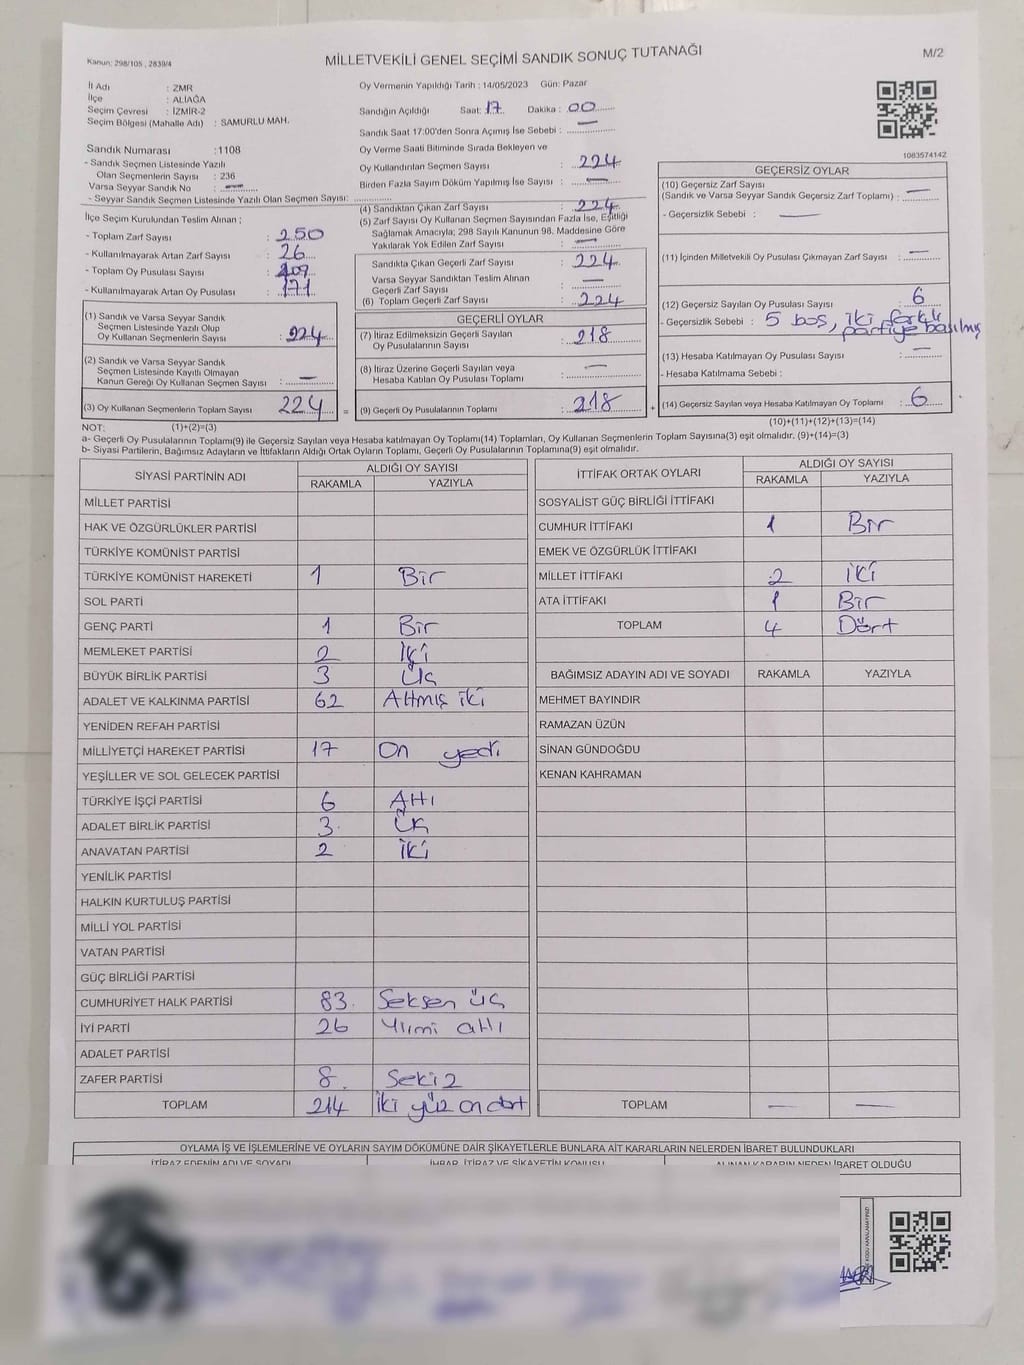 Kanun: 298/105 , 2839/4
MİLLETVEKİLİ GENEL SEÇİMİ SANDIK SONUÇ TUTANAĞI
M/2
İl Adı : ZMR
İlçe : ALİAĞA
Seçim Çevresi : İZMİR-2
Seçim Bölgesi (Mahalle Adı) : SAMURLU MAH.
Sandık Numarası :1108
- Sandık Seçmen Listesinde Yazılı
Olan Seçmenlerin Sayısı : 236
Varsa Seyyar Sandık No : —
- Seyyar Sandık Seçmen Listesinde Yazılı Olan Seçmen Sayısı:
Oy Vermenin Yapıldığı Tarih : 14/05/2023 Gün: Pazar
Sandığın Açıldığı Saat: 17 Dakika : 00
Sandık Saat 17:00'den Sonra Açımış İse Sebebi : —
Oy Verme Saati Bitiminde Sırada Bekleyen ve
Oy Kullandırılan Seçmen Sayısı : 224
Birden Fazla Sayım Döküm Yapılmış İse Sayısı : —
1083574142
İlçe Seçim Kurulundan Teslim Alınan ;
- Toplam Zarf Sayısı : 250
- Kullanılmayarak Artan Zarf Sayısı : 26
- Toplam Oy Pusulası Sayısı :
- Kullanılmayarak Artan Oy Pusulası : 171
(1) Sandık ve Varsa Seyyar Sandık
Seçmen Listesinde Yazılı Olup
Oy Kullanan Seçmenlerin Sayısı : 224
(2) Sandık ve Varsa Seyyar Sandık
Seçmen Listesinde Kayıtlı Olmayan
Kanun Gereği Oy Kullanan Seçmen Sayısı : —
(3) Oy Kullanan Seçmenlerin Toplam Sayısı : 224
(4) Sandıktan Çıkan Zarf Sayısı : 224
(5) Zarf Sayısı Oy Kullanan Seçmen Sayısından Fazla İse, Eşitliği
Sağlamak Amacıyla; 298 Sayılı Kanunun 98. Maddesine Göre
Yakılarak Yok Edilen Zarf Sayısı : —
Sandıkta Çıkan Geçerli Zarf Sayısı : 224
Varsa Seyyar Sandıktan Teslim Alınan
Geçerli Zarf Sayısı : —
(6) Toplam Geçerli Zarf Sayısı : 224
GEÇERLİ OYLAR
(7) İtiraz Edilmeksizin Geçerli Sayılan
Oy Pusulalarının Sayısı : 218
(8) İtiraz Üzerine Geçerli Sayılan veya
Hesaba Katılan Oy Pusulası Toplamı : —
= (9) Geçerli Oy Pusulalarının Toplamı : 218
GEÇERSİZ OYLAR
(10) Geçersiz Zarf Sayısı
(Sandık ve Varsa Seyyar Sandık Geçersiz Zarf Toplamı) : —
- Geçersizlik Sebebi : —
(11) İçinden Milletvekili Oy Pusulası Çıkmayan Zarf Sayısı : —
(12) Geçersiz Sayılan Oy Pusulası Sayısı : 6
- Geçersizlik Sebebi : 5 boş, iki farklı
partiye basılmış
(13) Hesaba Katılmayan Oy Pusulası Sayısı : —
- Hesaba Katılmama Sebebi :
+ (14) Geçersiz Sayılan veya Hesaba Katılmayan Oy Toplamı : 6
NOT: (1)+(2)=(3)
(10)+(11)+(12)+(13)=(14)
a- Geçerli Oy Pusulalarının Toplamı(9) ile Geçersiz Sayılan veya Hesaba katılmayan Oy Toplamı(14) Toplamları, Oy Kullanan Seçmenlerin Toplam Sayısına(3) eşit olmalıdır. (9)+(14)=(3)
b- Siyasi Partilerin, Bağımsız Adayların ve İttifakların Aldığı Ortak Oyların Toplamı, Geçerli Oy Pusulalarının Toplamına(9) eşit olmalıdır.
SİYASİ PARTİNİN ADI ALDIĞI OY SAYISI
RAKAMLA YAZIYLA
MİLLET PARTİSİ
HAK VE ÖZGÜRLÜKLER PARTİSİ
TÜRKİYE KOMÜNİST PARTİSİ
TÜRKİYE KOMÜNİST HAREKETİ 1 Bir
SOL PARTİ
GENÇ PARTİ 1 Bir
MEMLEKET PARTİSİ 2 İki
BÜYÜK BİRLİK PARTİSİ 3 Üç
ADALET VE KALKINMA PARTİSİ 62 Altmış iki
YENİDEN REFAH PARTİSİ
MİLLİYETÇİ HAREKET PARTİSİ 17 On yedi
YEŞİLLER VE SOL GELECEK PARTİSİ
TÜRKİYE İŞÇİ PARTİSİ 6 Altı
ADALET BİRLİK PARTİSİ 3 Üç
ANAVATAN PARTİSİ 2 İki
YENİLİK PARTİSİ
HALKIN KURTULUŞ PARTİSİ
MİLLİ YOL PARTİSİ
VATAN PARTİSİ
GÜÇ BİRLİĞİ PARTİSİ
CUMHURİYET HALK PARTİSİ 83 Seksen üç
İYİ PARTİ 26 Yirmi altı
ADALET PARTİSİ
ZAFER PARTİSİ 8 Sekiz
TOPLAM 214 İki yüz on dört
İTTİFAK ORTAK OYLARI ALDIĞI OY SAYISI
RAKAMLA YAZIYLA
SOSYALİST GÜÇ BİRLİĞİ İTTİFAKI
CUMHUR İTTİFAKI 1 Bir
EMEK VE ÖZGÜRLÜK İTTİFAKI
MİLLET İTTİFAKI 2 İki
ATA İTTİFAKI 1 Bir
TOPLAM 4 Dört
BAĞIMSIZ ADAYIN ADI VE SOYADI RAKAMLA YAZIYLA
MEHMET BAYINDIR
RAMAZAN ÜZÜN
SİNAN GÜNDOĞDU
KENAN KAHRAMAN
TOPLAM — —
OYLAMA İŞ VE İŞLEMLERİNE VE OYLARIN SAYIM DÖKÜMÜNE DAİR ŞİKAYETLERLE BUNLARA AİT KARARLARIN NELERDEN İBARET BULUNDUKLARI
İTİRAZ EDENİN ADI VE SOYADI İHBAR, İTİRAZ VE ŞİKAYETİN KONUSU ALINAN KARARIN NEDEN İBARET OLDUĞU